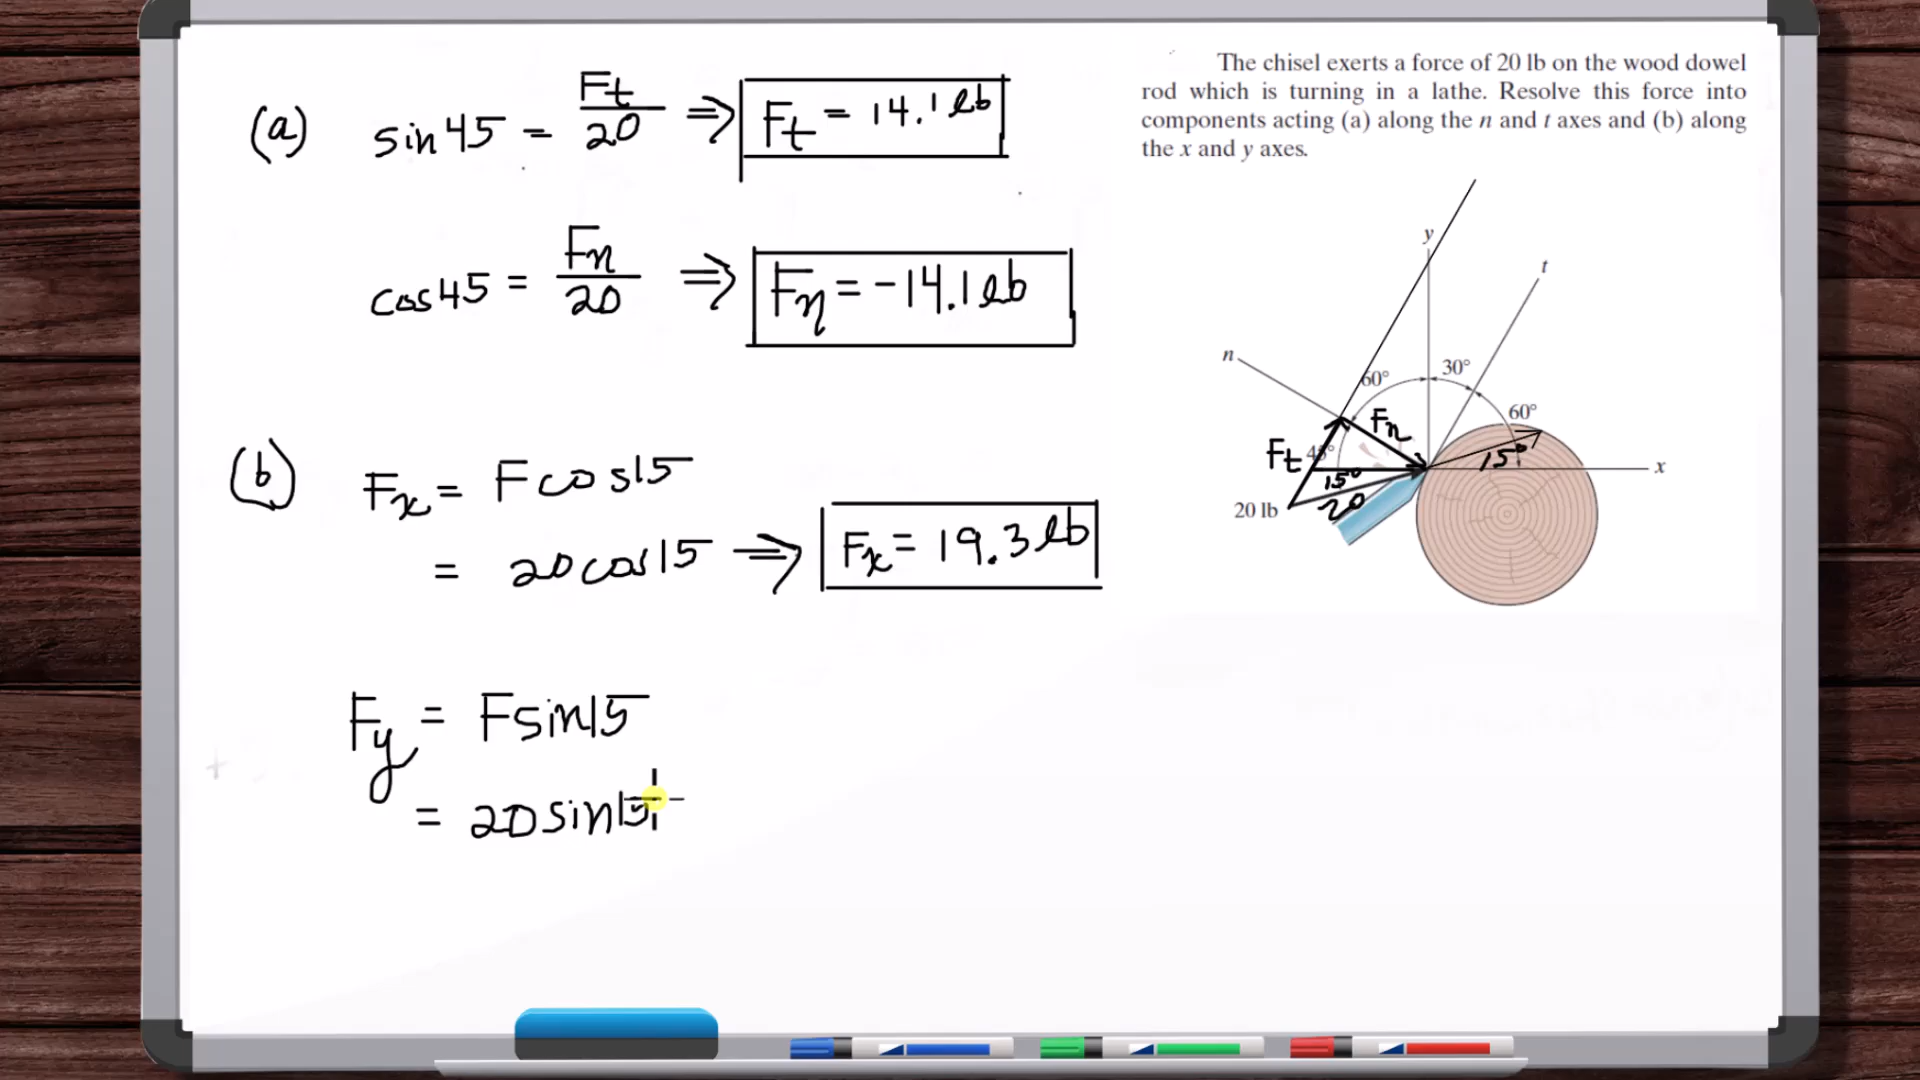 The chisel exerts a force of 20 lb on the wood dowel
rod which is turning in a lathe. Resolve this force into
components acting (a) along the n and t axes and (b) along
the x and y axes.
(a) sin45 = Ft/20 ⇒ Ft = 14.1 lb
cos45 = Fn/20 ⇒ Fn = -14.1 lb
(b) Fx = Fcos15
= 20cos15 ⇒ Fx = 19.3 lb
Fy = Fsin15
= 20sin15
y
t
n
60°
30°
60°
Fn
Ft
45°
15°
15°
x
20 lb
20